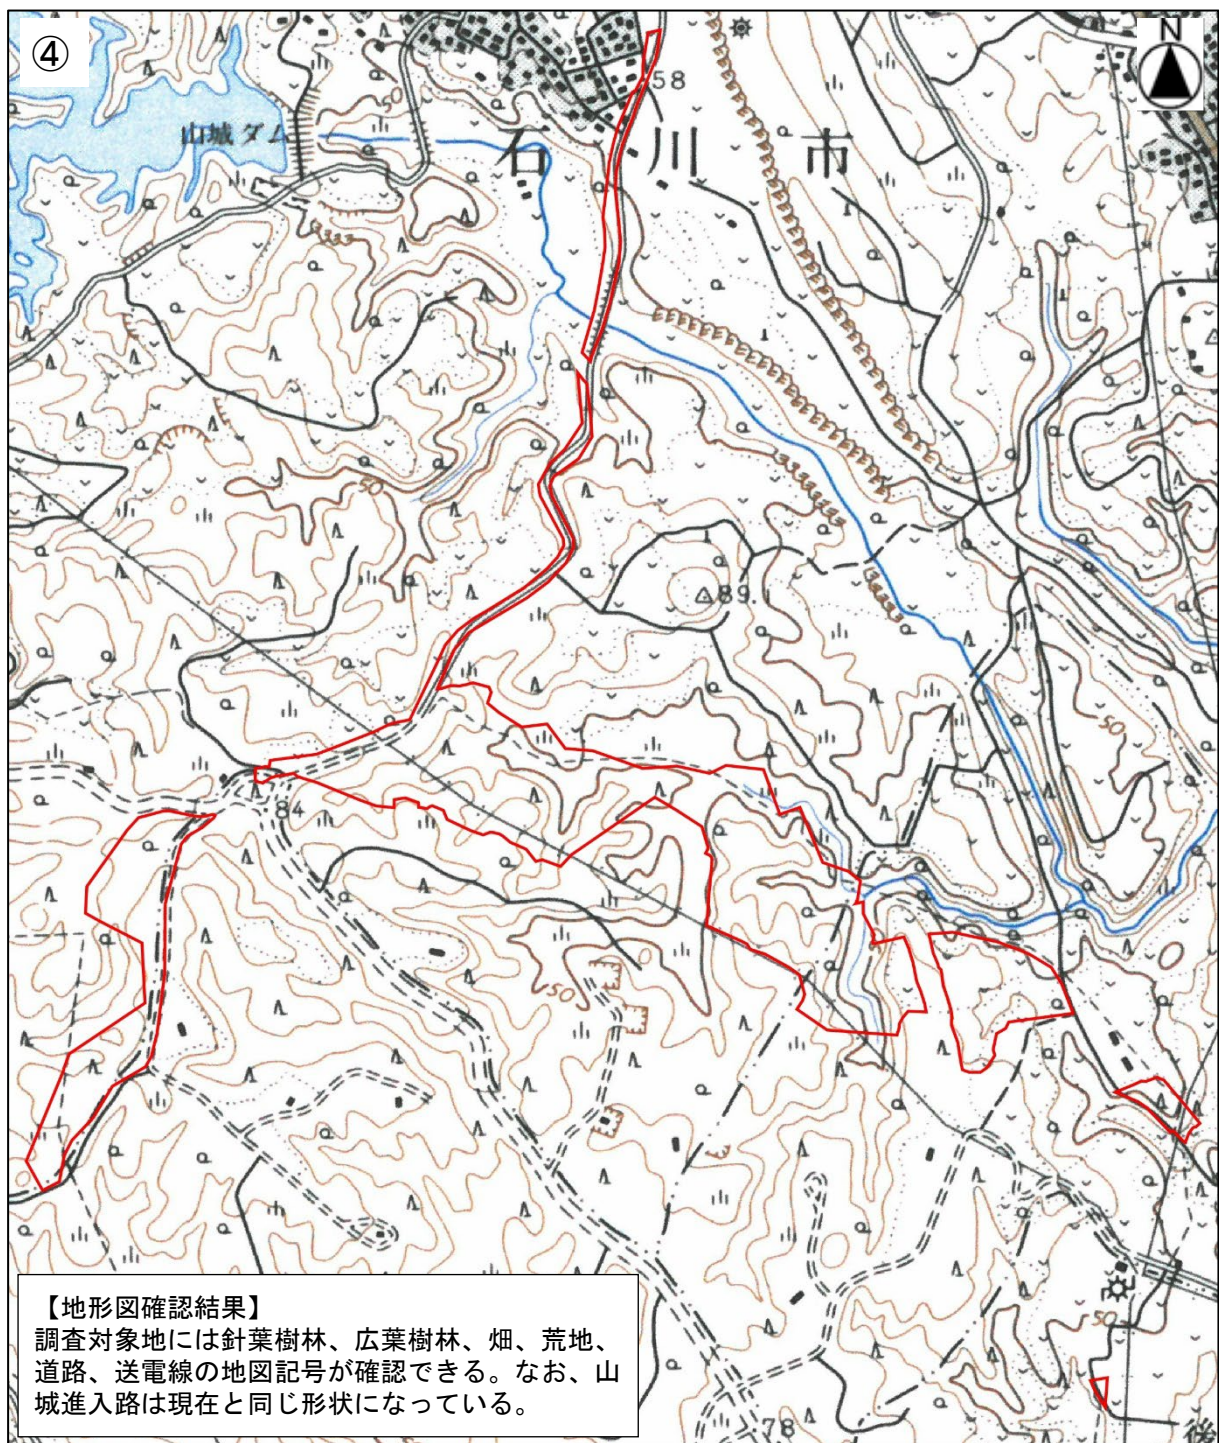 ④
N
58
50
山城ダム
石川市
50
89.1
50
84
50
50
78
【地形図確認結果】
調査対象地には針葉樹林、広葉樹林、畑、荒地、
道路、送電線の地図記号が確認できる。なお、山
城進入路は現在と同じ形状になっている。